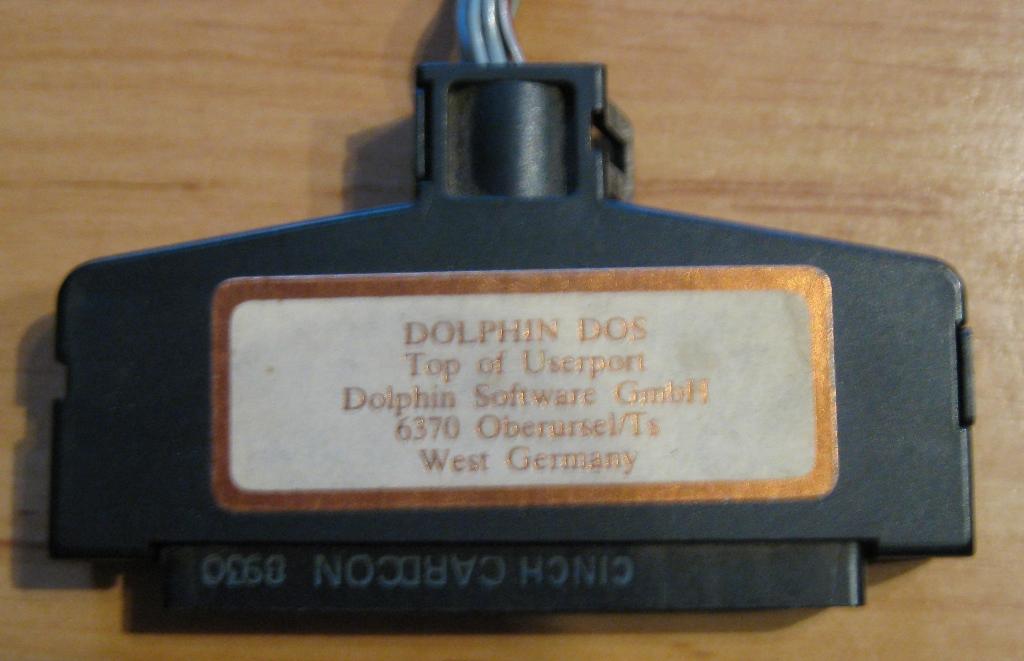 DOLPHIN DOS
Top of Userport
Dolphin Software GmbH
6370 Oberursel/Ts
West Germany
CINCH CARDCON 8930